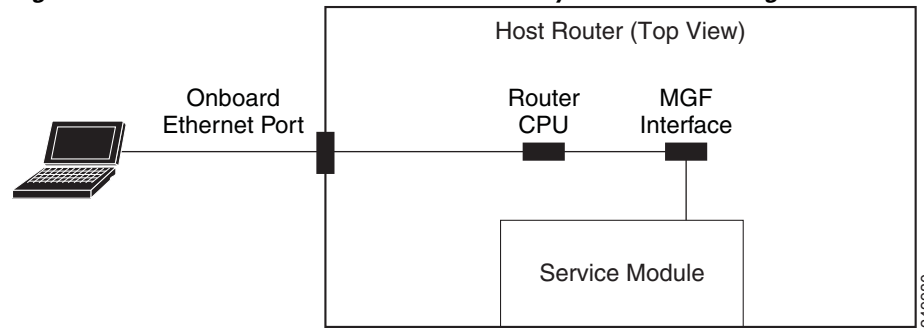 Host Router (Top View)
Onboard
Ethernet Port
Router
CPU
MGF
Interface
Service Module